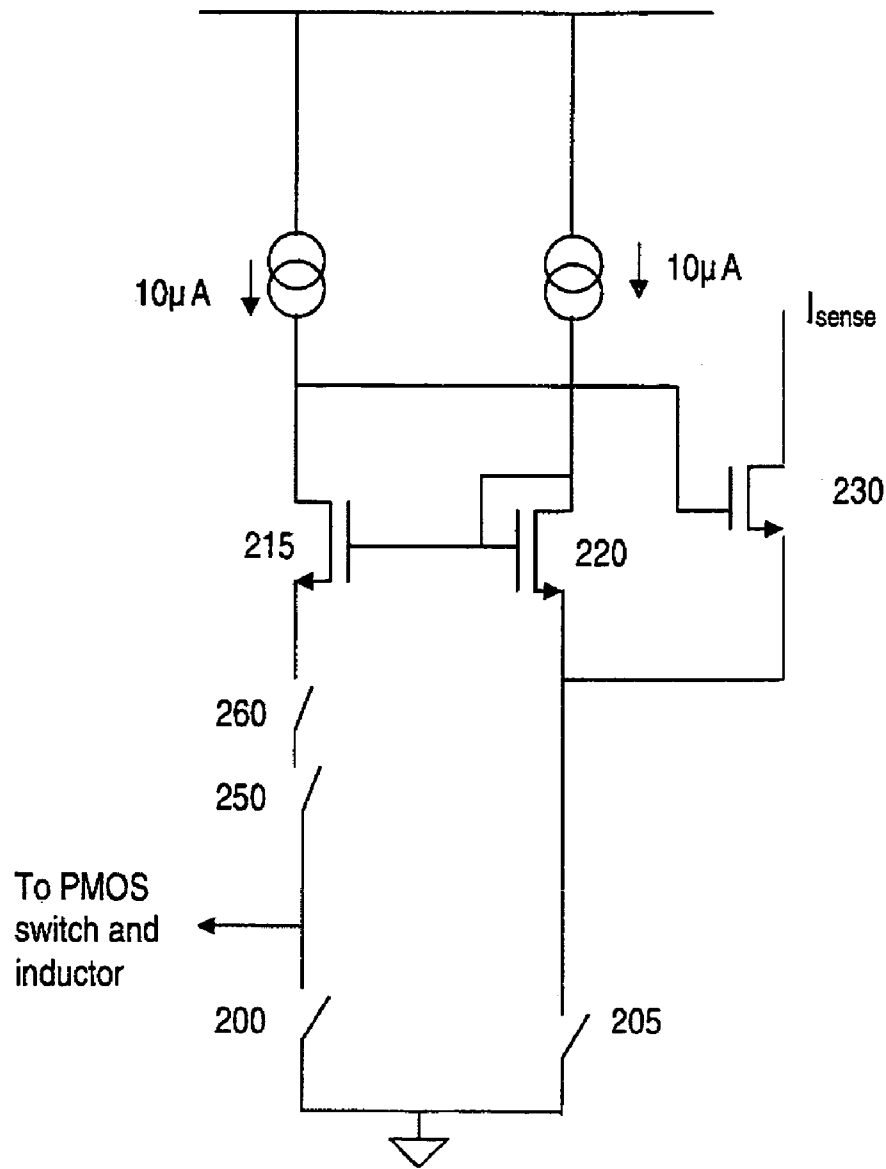 10μA
10μA
Isense
230
215
220
260
250
To PMOS
switch and
inductor
200
205